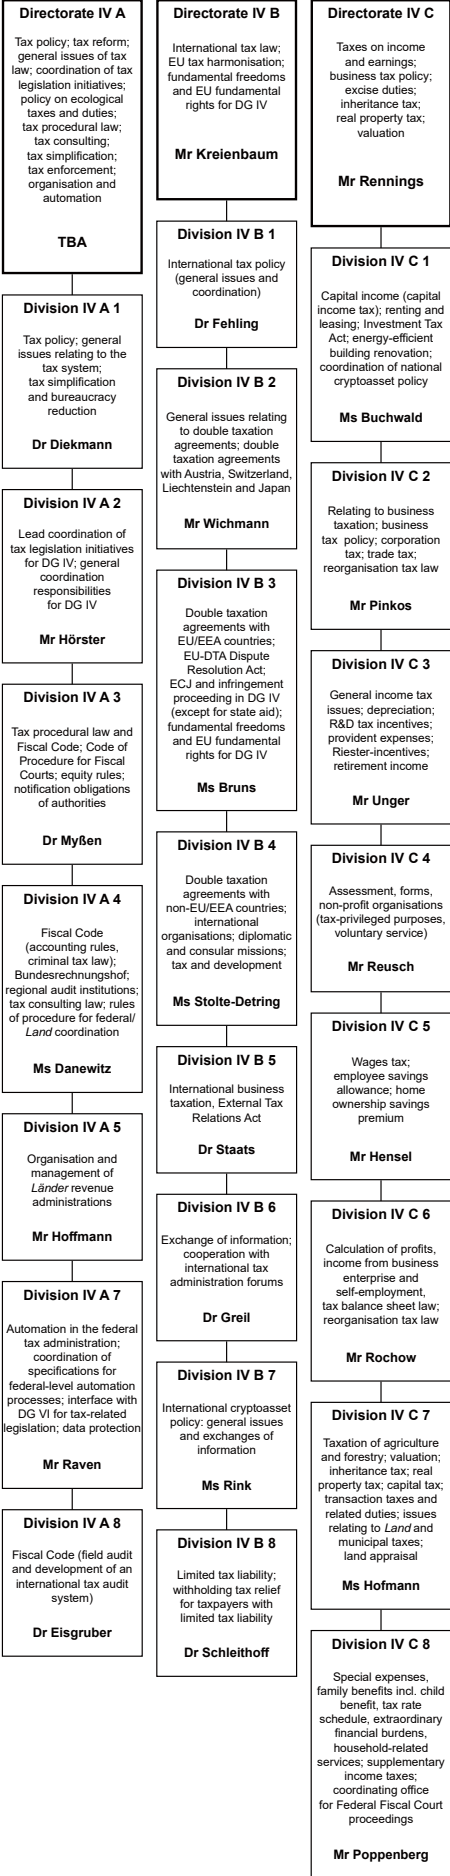 Directorate IV A
Tax policy; tax reform;
general issues of tax
law; coordination of tax
legislation initiatives;
policy on ecological
taxes and duties;
tax procedural law;
tax consulting;
tax simplification;
tax enforcement;
organisation and
automation
TBA
Division IV A 1
Tax policy; general
issues relating to the
tax system;
tax simplification
and bureaucracy
reduction
Dr Diekmann
Division IV A 2
Lead coordination of
tax legislation initiatives
for DG IV; general
coordination
responsibilities
for DG IV
Mr Hörster
Division IV A 3
Tax procedural law and
Fiscal Code; Code of
Procedure for Fiscal
Courts; equity rules;
notification obligations
of authorities
Dr Myßen
Division IV A 4
Fiscal Code
(accounting rules,
criminal tax law);
Bundesrechnungshof;
regional audit institutions;
tax consulting law; rules
of procedure for federal/
Land coordination
Ms Danewitz
Division IV A 5
Organisation and
management of
Länder revenue
administrations
Mr Hoffmann
Division IV A 7
Automation in the federal
tax administration;
coordination of
specifications for
federal-level automation
processes; interface with
DG VI for tax-related
legislation; data protection
Mr Raven
Division IV A 8
Fiscal Code (field audit
and development of an
international tax audit
system)
Dr Eisgruber
Directorate IV B
International tax law;
EU tax harmonisation;
fundamental freedoms
and EU fundamental
rights for DG IV
Mr Kreienbaum
Division IV B 1
International tax policy
(general issues and
coordination)
Dr Fehling
Division IV B 2
General issues relating
to double taxation
agreements; double
taxation agreements
with Austria, Switzerland,
Liechtenstein and Japan
Mr Wichmann
Division IV B 3
Double taxation
agreements with
EU/EEA countries;
EU-DTA Dispute
Resolution Act;
ECJ and infringement
proceeding in DG IV
(except for state aid);
fundamental freedoms
and EU fundamental
rights for DG IV
Ms Bruns
Division IV B 4
Double taxation
agreements with
non-EU/EEA countries;
international
organisations; diplomatic
and consular missions;
tax and development
Ms Stolte-Detring
Division IV B 5
International business
taxation, External Tax
Relations Act
Dr Staats
Division IV B 6
Exchange of information;
cooperation with
international tax
administration forums
Dr Greil
Division IV B 7
International cryptoasset
policy: general issues
and exchanges of
information
Ms Rink
Division IV B 8
Limited tax liability;
withholding tax relief
for taxpayers with
limited tax liability
Dr Schleithoff
Directorate IV C
Taxes on income
and earnings;
business tax policy;
excise duties;
inheritance tax;
real property tax;
valuation
Mr Rennings
Division IV C 1
Capital income (capital
income tax); renting and
leasing; Investment Tax
Act; energy-efficient
building renovation;
coordination of national
cryptoasset policy
Ms Buchwald
Division IV C 2
Relating to business
taxation; business
tax policy; corporation
tax; trade tax;
reorganisation tax law
Mr Pinkos
Division IV C 3
General income tax
issues; depreciation;
R&D tax incentives;
provident expenses;
Riester-incentives;
retirement income
Mr Unger
Division IV C 4
Assessment, forms,
non-profit organisations
(tax-privileged purposes,
voluntary service)
Mr Reusch
Division IV C 5
Wages tax;
employee savings
allowance; home
ownership savings
premium
Mr Hensel
Division IV C 6
Calculation of profits,
income from business
enterprise and
self-employment,
tax balance sheet law;
reorganisation tax law
Mr Rochow
Division IV C 7
Taxation of agriculture
and forestry; valuation;
inheritance tax; real
property tax; capital tax;
transaction taxes and
related duties; issues
relating to Land and
municipal taxes;
land appraisal
Ms Hofmann
Division IV C 8
Special expenses,
family benefits incl. child
benefit, tax rate
schedule, extraordinary
financial burdens,
household-related
services; supplementary
income taxes;
coordinating office
for Federal Fiscal Court
proceedings
Mr Poppenberg